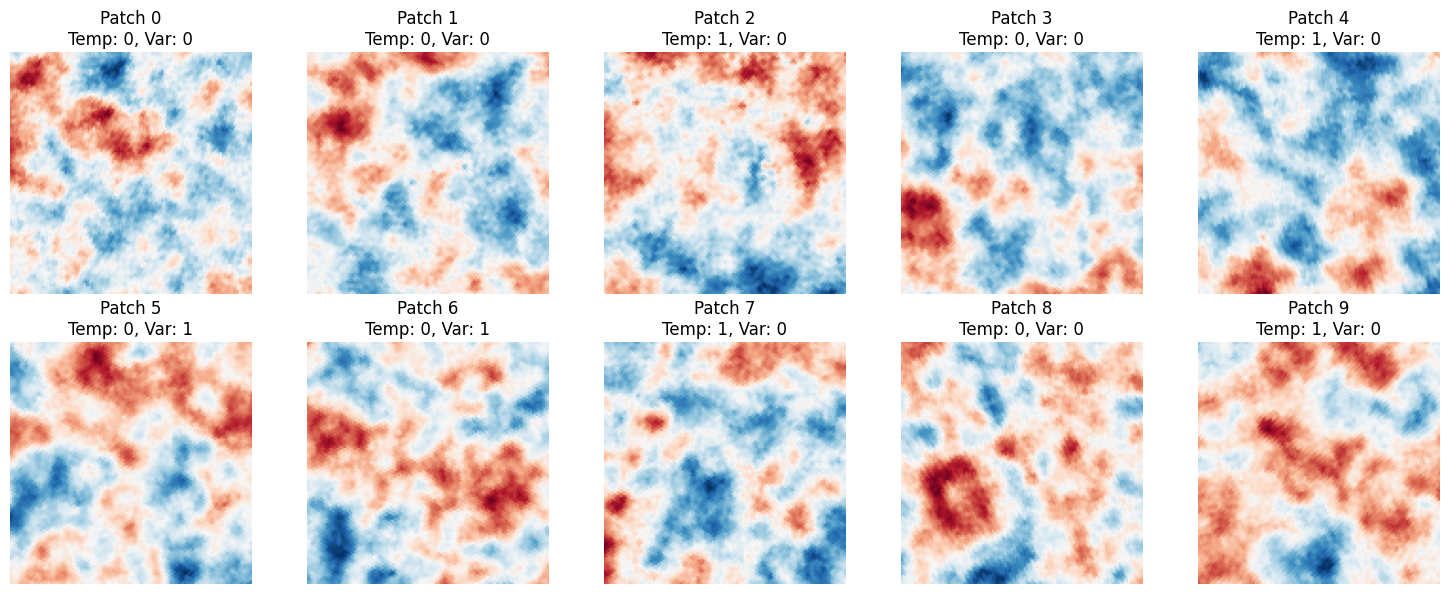 Patch 0
Temp: 0, Var: 0
Patch 1
Temp: 0, Var: 0
Patch 2
Temp: 1, Var: 0
Patch 3
Temp: 0, Var: 0
Patch 4
Temp: 1, Var: 0
Patch 5
Temp: 0, Var: 1
Patch 6
Temp: 0, Var: 1
Patch 7
Temp: 1, Var: 0
Patch 8
Temp: 0, Var: 0
Patch 9
Temp: 1, Var: 0